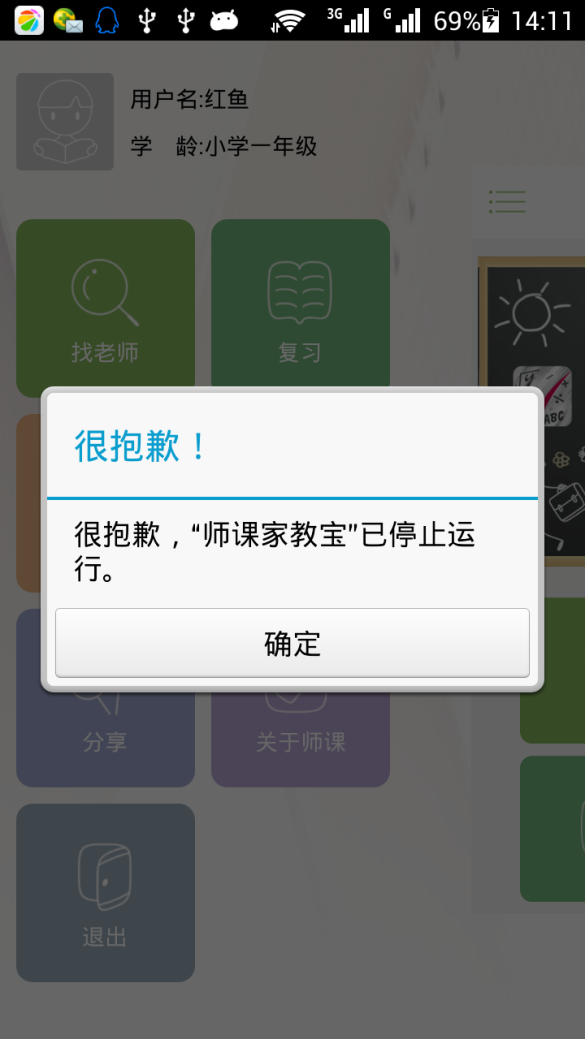 3G
G
69%
14:11
用户名:红鱼
学 龄:小学一年级
找老师
复习
ABC
很抱歉！
很抱歉，“师课家教宝”已停止运
行。
确定
分享
关于师课
退出